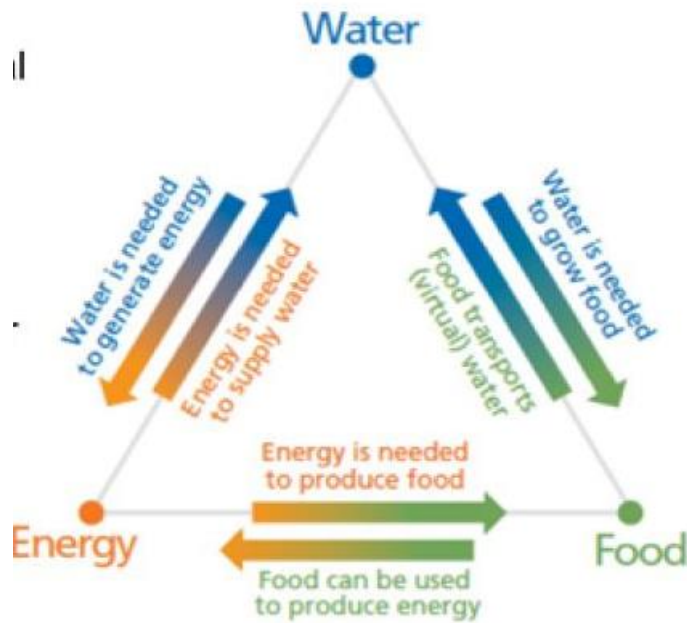 Water
al
Water is needed
to generate energy
Energy is needed
to supply water
Food transports
(virtual) water
Water is needed
to grow food
Energy is needed
to produce food
Energy
Food
Food can be used
to produce energy